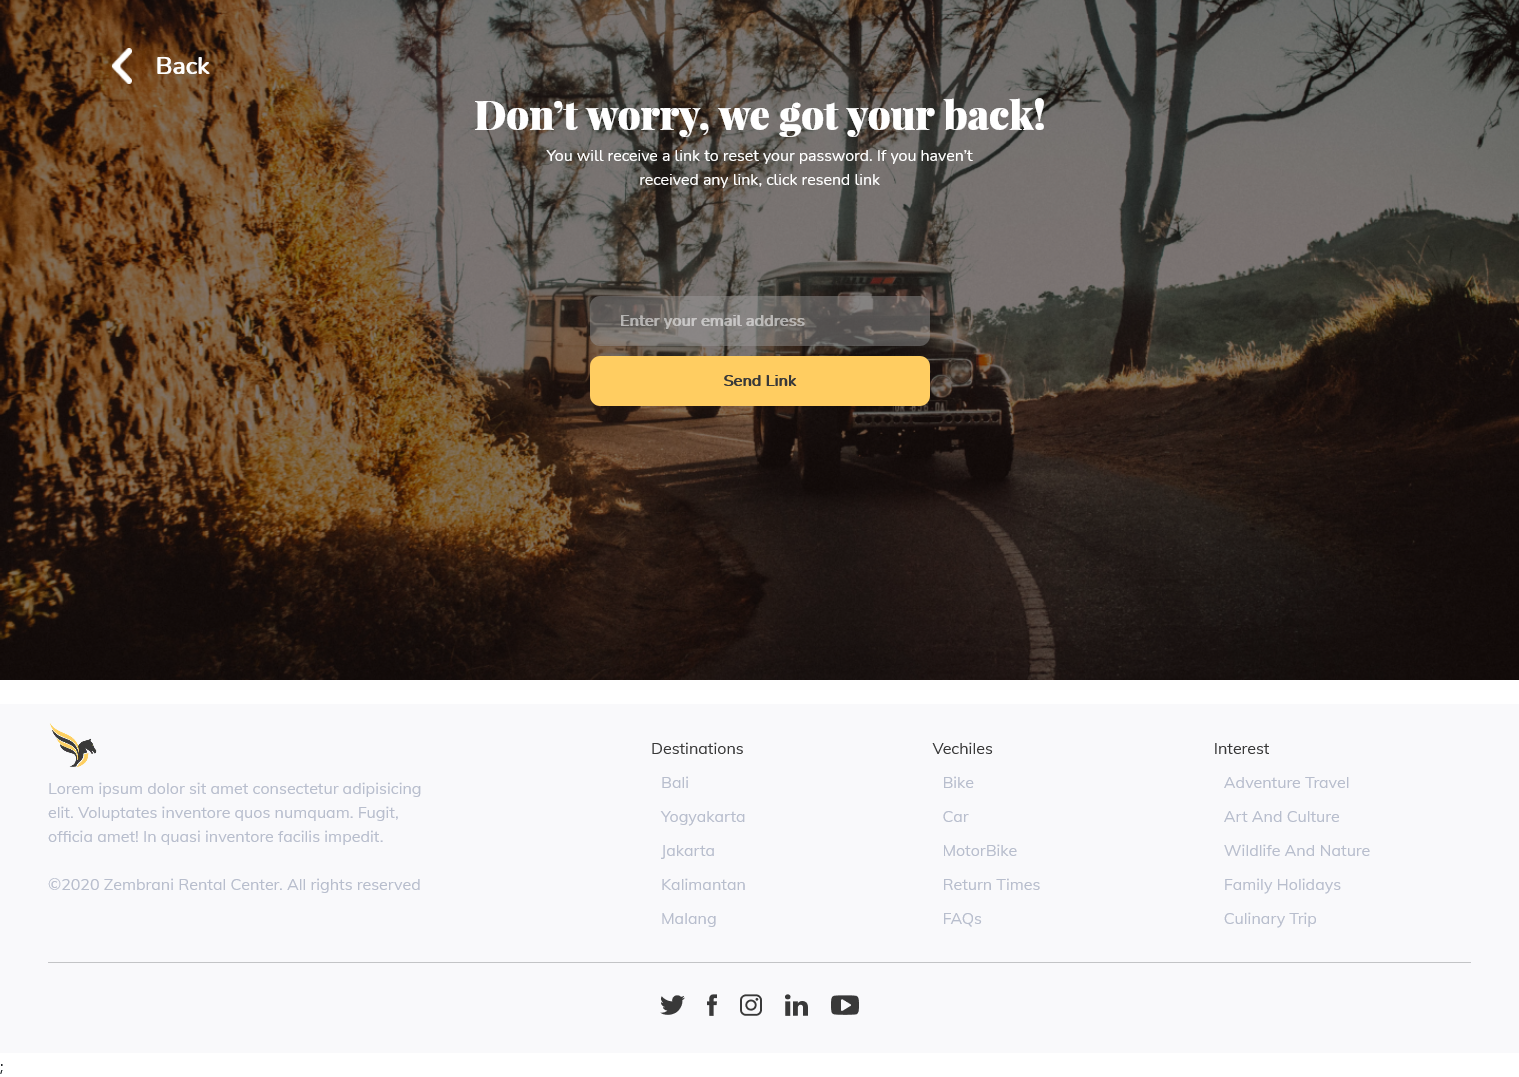 Back
Don't worry, we got your back!
You will receive a link to reset your password. If you haven't
received any link, click resend link
Enter your email address
Send Link
Lorem ipsum dolor sit amet consectetur adipisicing
elit. Voluptates inventore quos numquam. Fugit,
officia amet! In quasi inventore facilis impedit.
©2020 Zembrani Rental Center. All rights reserved
Destinations
Bali
Yogyakarta
Jakarta
Kalimantan
Malang
Vechiles
Bike
Car
MotorBike
Return Times
FAQs
Interest
Adventure Travel
Art And Culture
Wildlife And Nature
Family Holidays
Culinary Trip
;